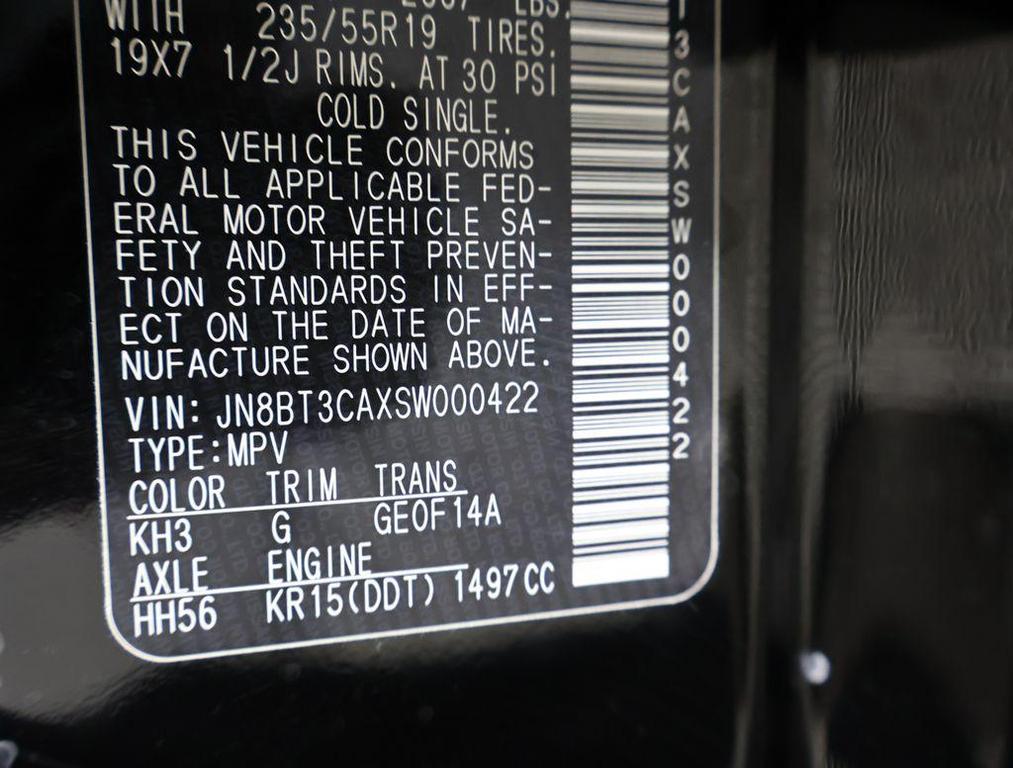 WITH 235/55R19 TIRES.
19X7 1/2J RIMS. AT 30 PSI
COLD SINGLE.
THIS VEHICLE CONFORMS
TO ALL APPLICABLE FED-
ERAL MOTOR VEHICLE SA-
FETY AND THEFT PREVEN-
TION STANDARDS IN EFF-
ECT ON THE DATE OF MA-
NUFACTURE SHOWN ABOVE.
VIN: JN8BT3CAXSW000422
TYPE:MPV
COLOR TRIM TRANS
KH3 G GE0F14A
AXLE ENGINE
HH56 KR15(DDT) 1497CC
3CAXSW000422